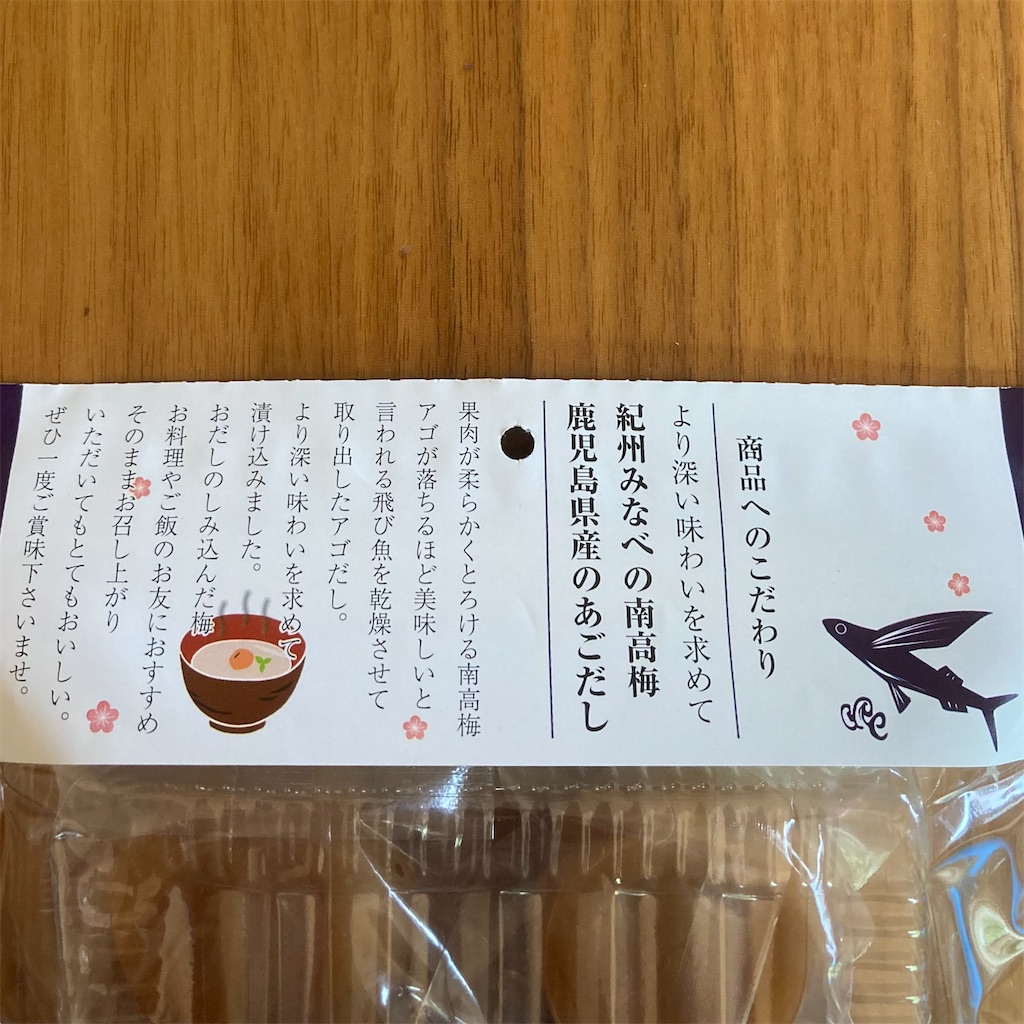 商品へのこだわり
より深い味わいを求めて
紀州みなべの南高梅
鹿児島県産のあごだし
果肉が柔らかくとろける南高梅
アゴが落ちるほど美味しいと
言われる飛び魚を乾燥させて
取り出したアゴだし。
より深い味わいを求めて
漬け込みました。
おだしのしみ込んだ梅
お料理やご飯のお友におすすめ
そのままお召し上がり
いただいてもとてもおいしい。
ぜひ一度ご賞味下さいませ。